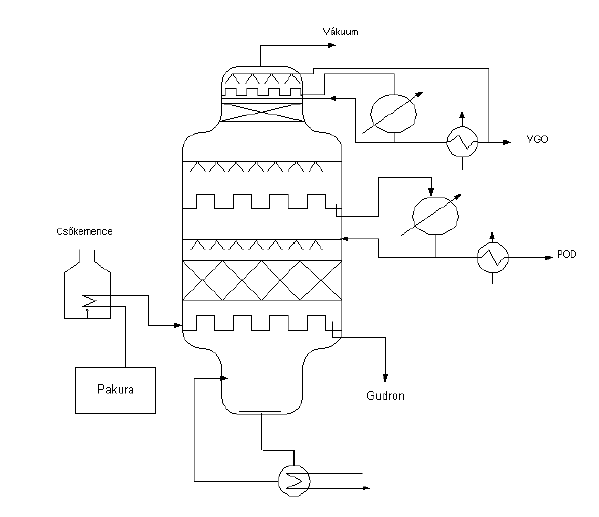 Vákuum
VGO
Csőkemence
POD
Pakura
Gudron